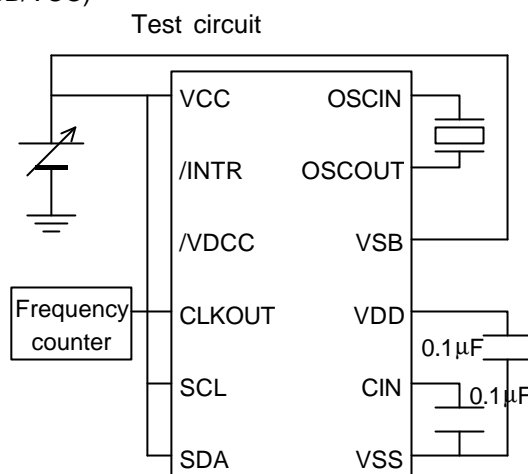 Test circuit
VCC OSCIN
/INTR OSCOUT
/VDCC VSB
Frequency
counter
CLKOUT VDD
0.1μF
SCL CIN
0.1μF
SDA VSS